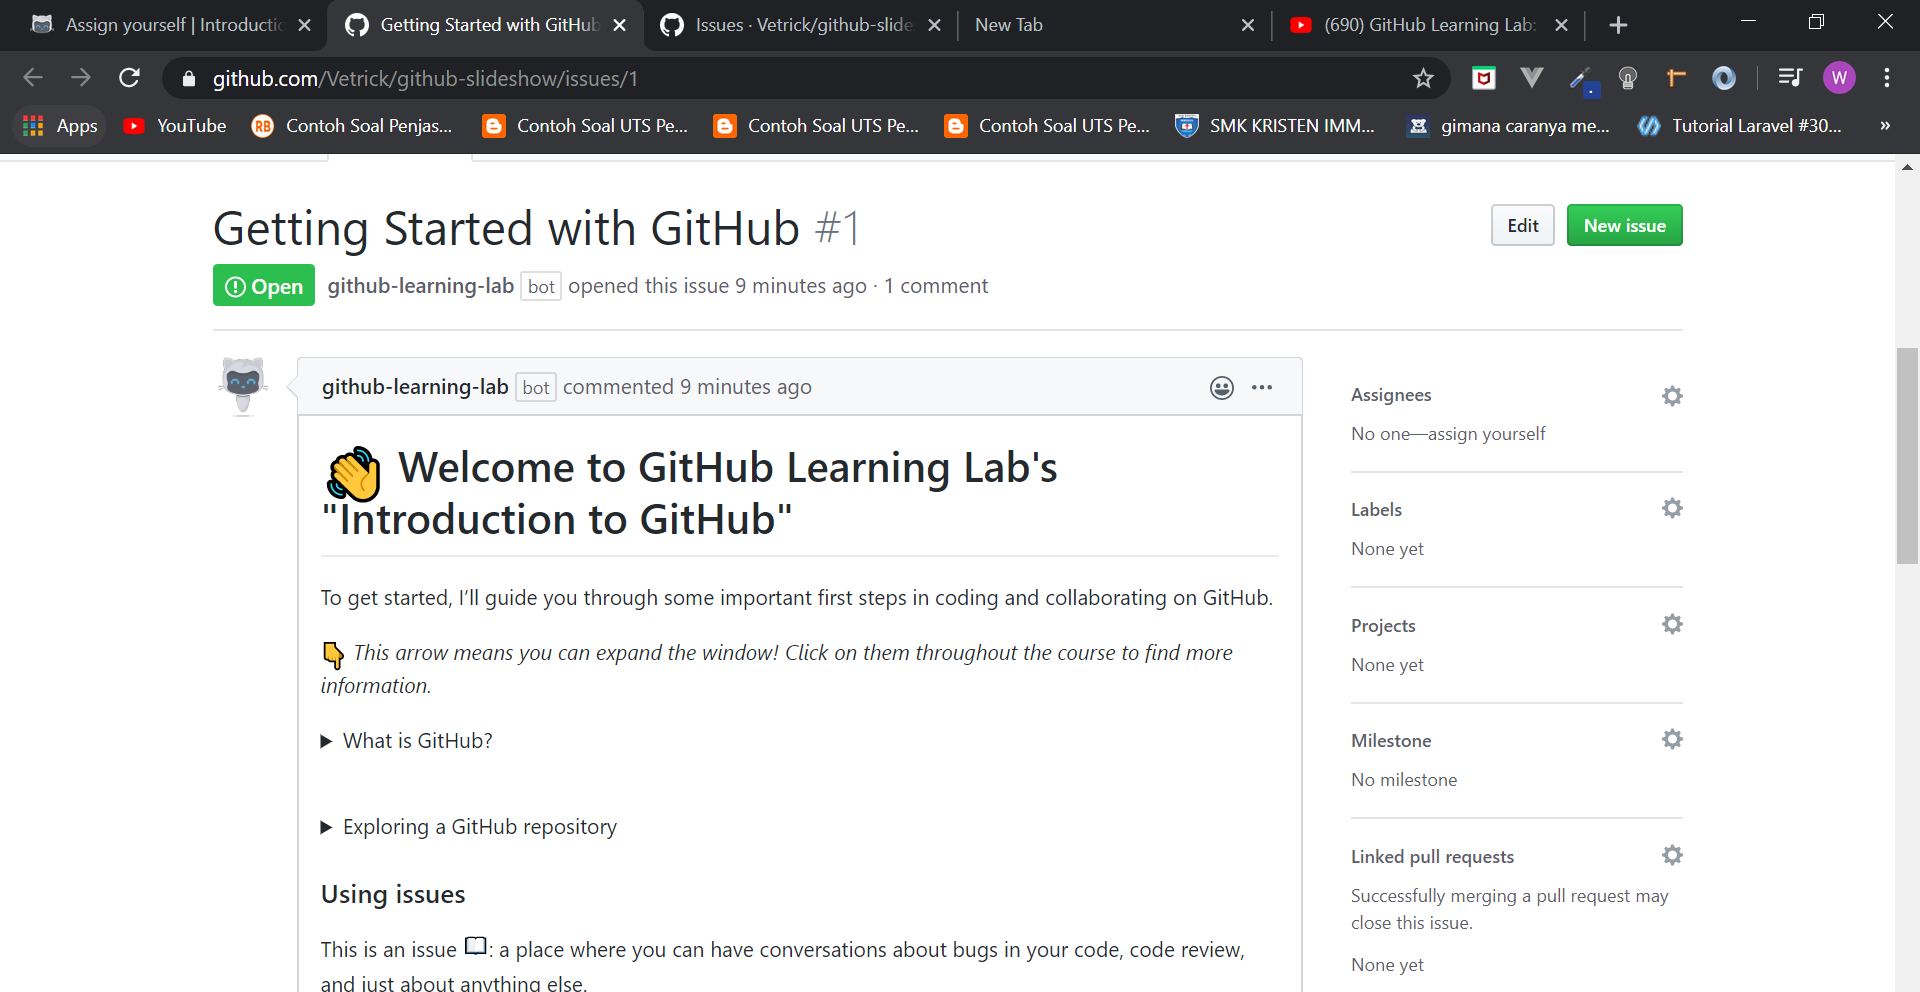 Assign yourself | Introductio
Getting Started with GitHub
Issues · Vetrick/github-slide
New Tab
(690) GitHub Learning Lab:
github.com/Vetrick/github-slideshow/issues/1
W
Apps
YouTube
RB Contoh Soal Penjas...
Contoh Soal UTS Pe...
Contoh Soal UTS Pe...
Contoh Soal UTS Pe...
SMK KRISTEN IMM...
gimana caranya me...
Tutorial Laravel #30...
»
Getting Started with GitHub #1
Edit
New issue
Open
github-learning-lab bot opened this issue 9 minutes ago · 1 comment
github-learning-lab bot commented 9 minutes ago
👋 Welcome to GitHub Learning Lab's
"Introduction to GitHub"
To get started, I’ll guide you through some important first steps in coding and collaborating on GitHub.
👇 This arrow means you can expand the window! Click on them throughout the course to find more
information.
▶ What is GitHub?
▶ Exploring a GitHub repository
Using issues
This is an issue 📖: a place where you can have conversations about bugs in your code, code review,
and just about anything else.
Assignees
No one—assign yourself
Labels
None yet
Projects
None yet
Milestone
No milestone
Linked pull requests
Successfully merging a pull request may
close this issue.
None yet